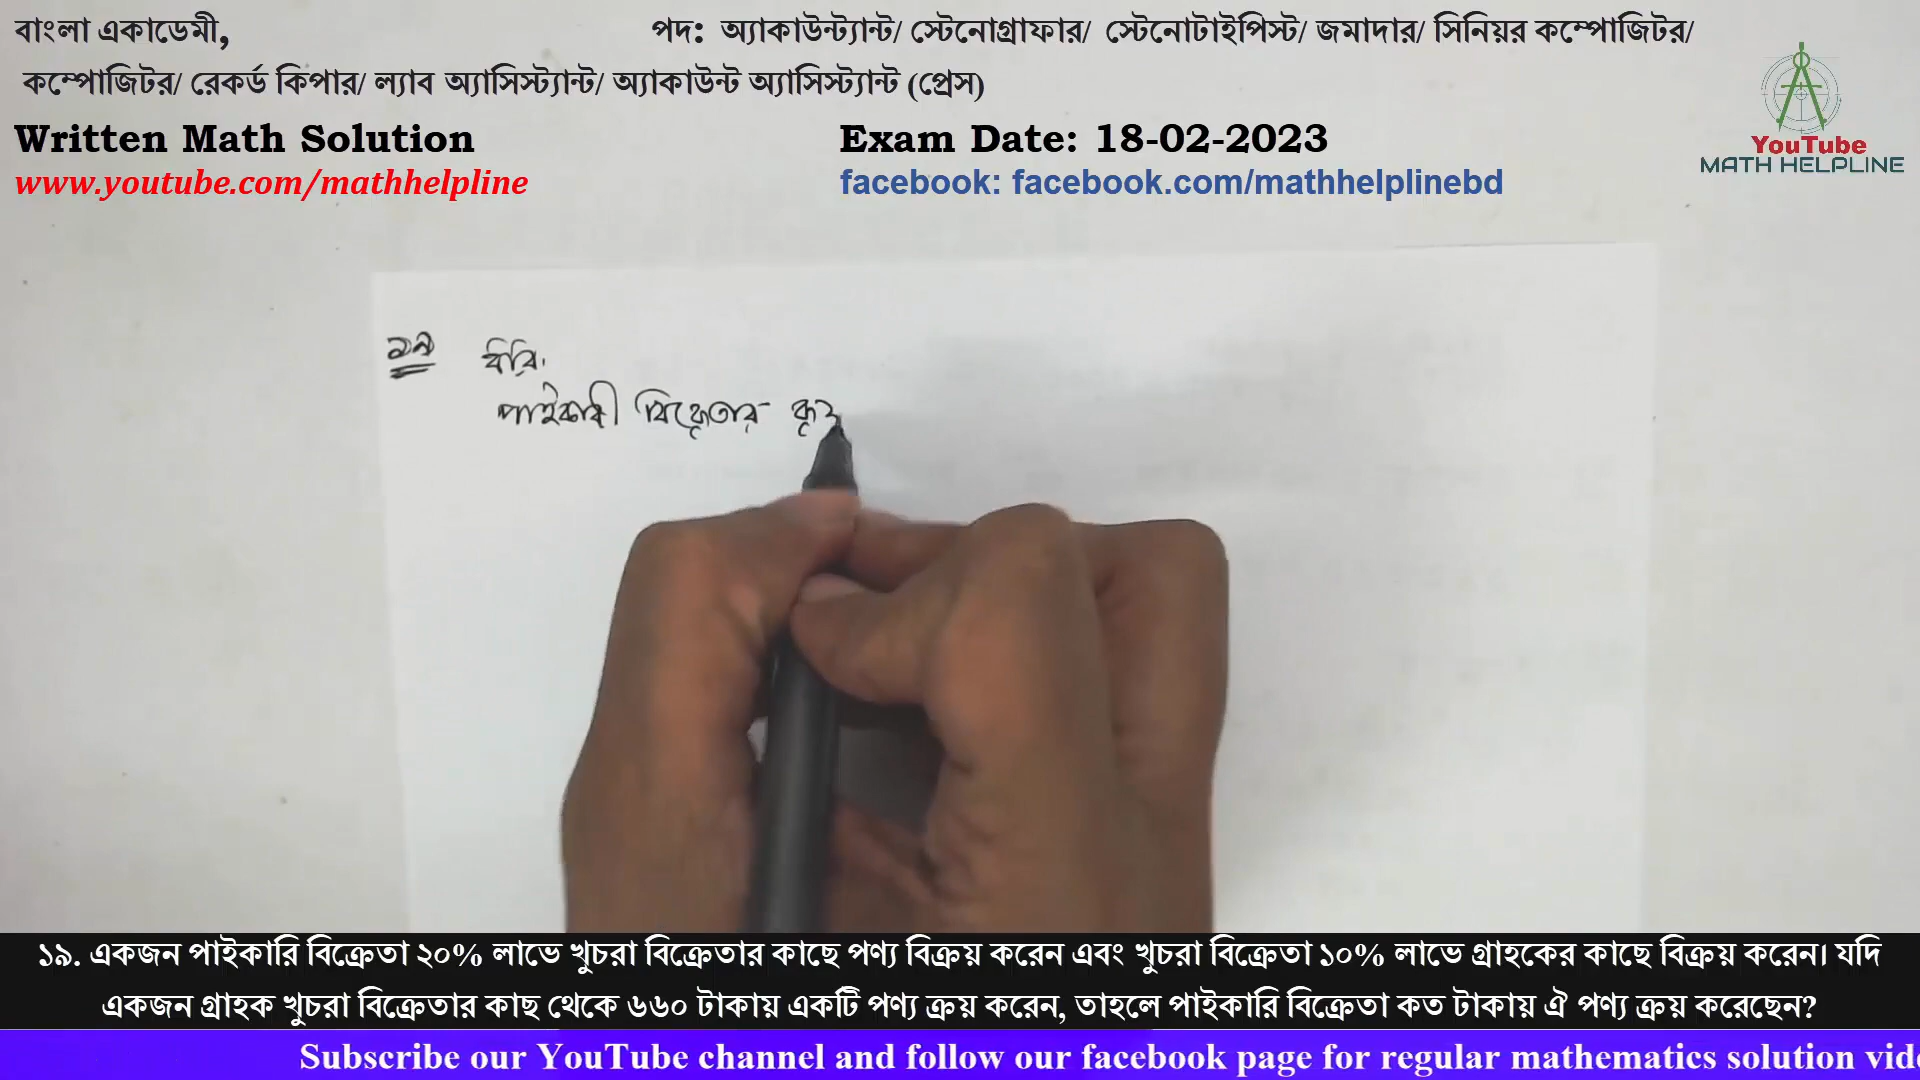 বাংলা একাডেমী, পদ: অ্যাকাউন্ট্যান্ট/ স্টেনোগ্রাফার/ স্টেনোটাইপিস্ট/ জমাদার/ সিনিয়র কম্পোজিটর/
কম্পোজিটর/ রেকর্ড কিপার/ ল্যাব অ্যাসিস্ট্যান্ট/ অ্যাকাউন্ট অ্যাসিস্ট্যান্ট (প্রেস)
Written Math Solution Exam Date: 18-02-2023
www.youtube.com/mathhelpline facebook: facebook.com/mathhelplinebd
YouTube
MATH HELPLINE
১৯ ধরি,
পাইকারী বিক্রেতার ক্রয়
১৯. একজন পাইকারি বিক্রেতা ২০% লাভে খুচরা বিক্রেতার কাছে পণ্য বিক্রয় করেন এবং খুচরা বিক্রেতা ১০% লাভে গ্রাহকের কাছে বিক্রয় করেন। যদি
একজন গ্রাহক খুচরা বিক্রেতার কাছ থেকে ৬৬০ টাকায় একটি পণ্য ক্রয় করেন, তাহলে পাইকারি বিক্রেতা কত টাকায় ঐ পণ্য ক্রয় করেছেন?
Subscribe our YouTube channel and follow our facebook page for regular mathematics solution vid